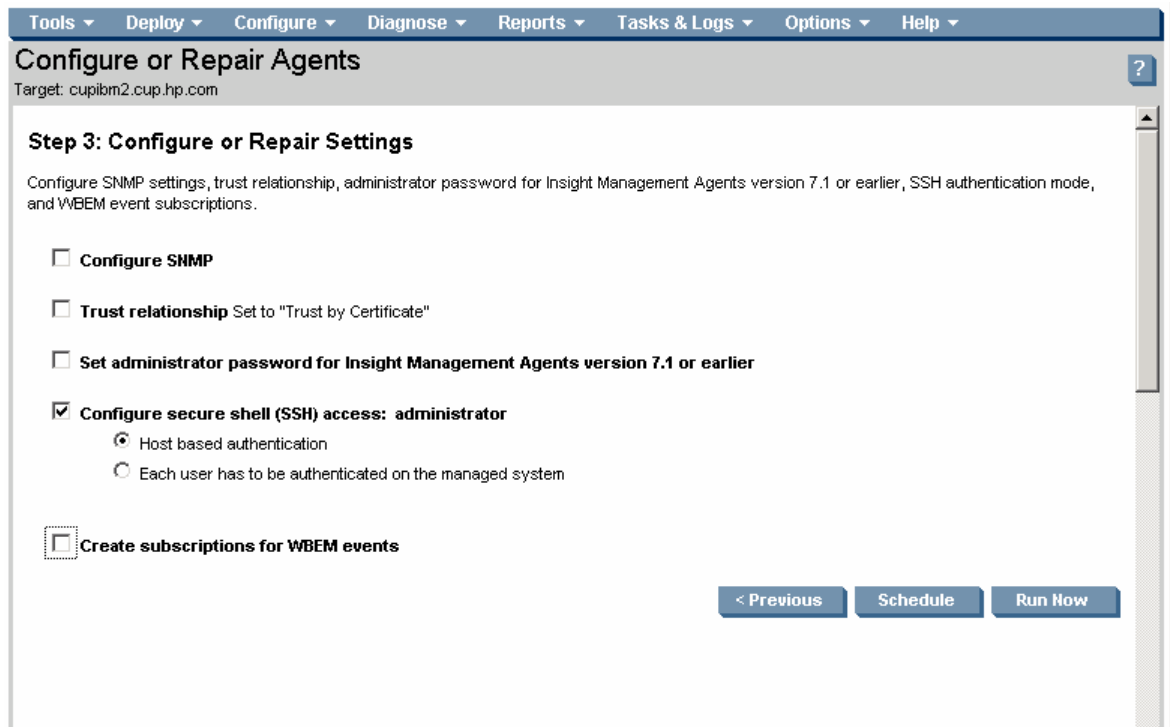 Tools Deploy Configure Diagnose Reports Tasks & Logs Options Help
Configure or Repair Agents
?
Target: cupibm2.cup.hp.com
Step 3: Configure or Repair Settings
Configure SNMP settings, trust relationship, administrator password for Insight Management Agents version 7.1 or earlier, SSH authentication mode,
and WBEM event subscriptions.
Configure SNMP
Trust relationship Set to "Trust by Certificate"
Set administrator password for Insight Management Agents version 7.1 or earlier
Configure secure shell (SSH) access: administrator
Host based authentication
Each user has to be authenticated on the managed system
Create subscriptions for WBEM events
< Previous Schedule Run Now